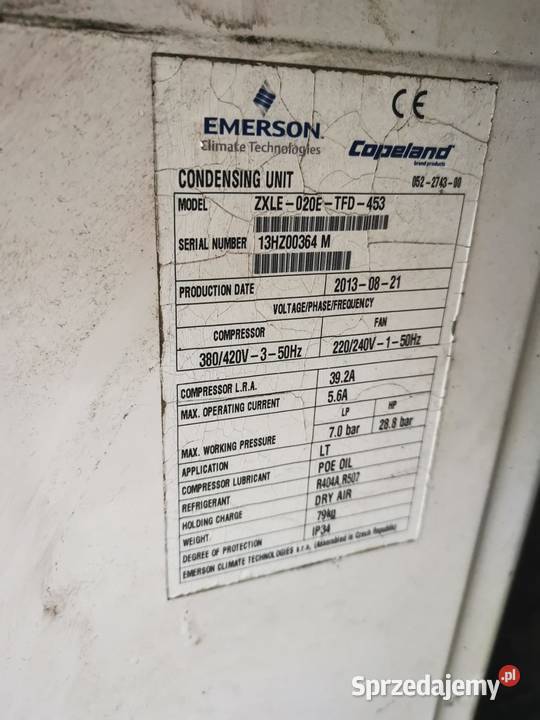 EMERSON.
Climate Technologies
CE
Copeland
brand products
CONDENSING UNIT
052-2743-00
MODEL ZXLE-020E-TFD-453
SERIAL NUMBER 13HZ00364 M
PRODUCTION DATE 2013-08-21
VOLTAGE/PHASE/FREQUENCY
COMPRESSOR FAN
380/420V-3-50Hz 220/240V-1-50Hz
COMPRESSOR L.R.A. 39.2A
MAX. OPERATING CURRENT 5.6A
LP HP
MAX. WORKING PRESSURE 7.0 bar 28.8 bar
APPLICATION LT
COMPRESSOR LUBRICANT POE OIL
REFRIGERANT R404A,R507
HOLDING CHARGE DRY AIR
WEIGHT 79kg
DEGREE OF PROTECTION IP34
EMERSON CLIMATE TECHNOLOGIES s.r.o. (Assembled in Czech Republic)
Sprzedajemy.pl